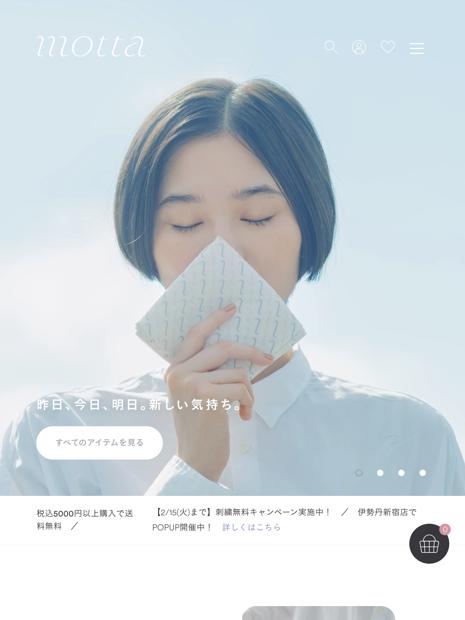 motta
昨日、今日、明日。新しい気持ち。
すべてのアイテムを見る
税込5000円以上購入で送
料無料　／
【2/15(火)まで】刺繍無料キャンペーン実施中！　／　伊勢丹新宿店で
POPUP開催中！　詳しくはこちら
0